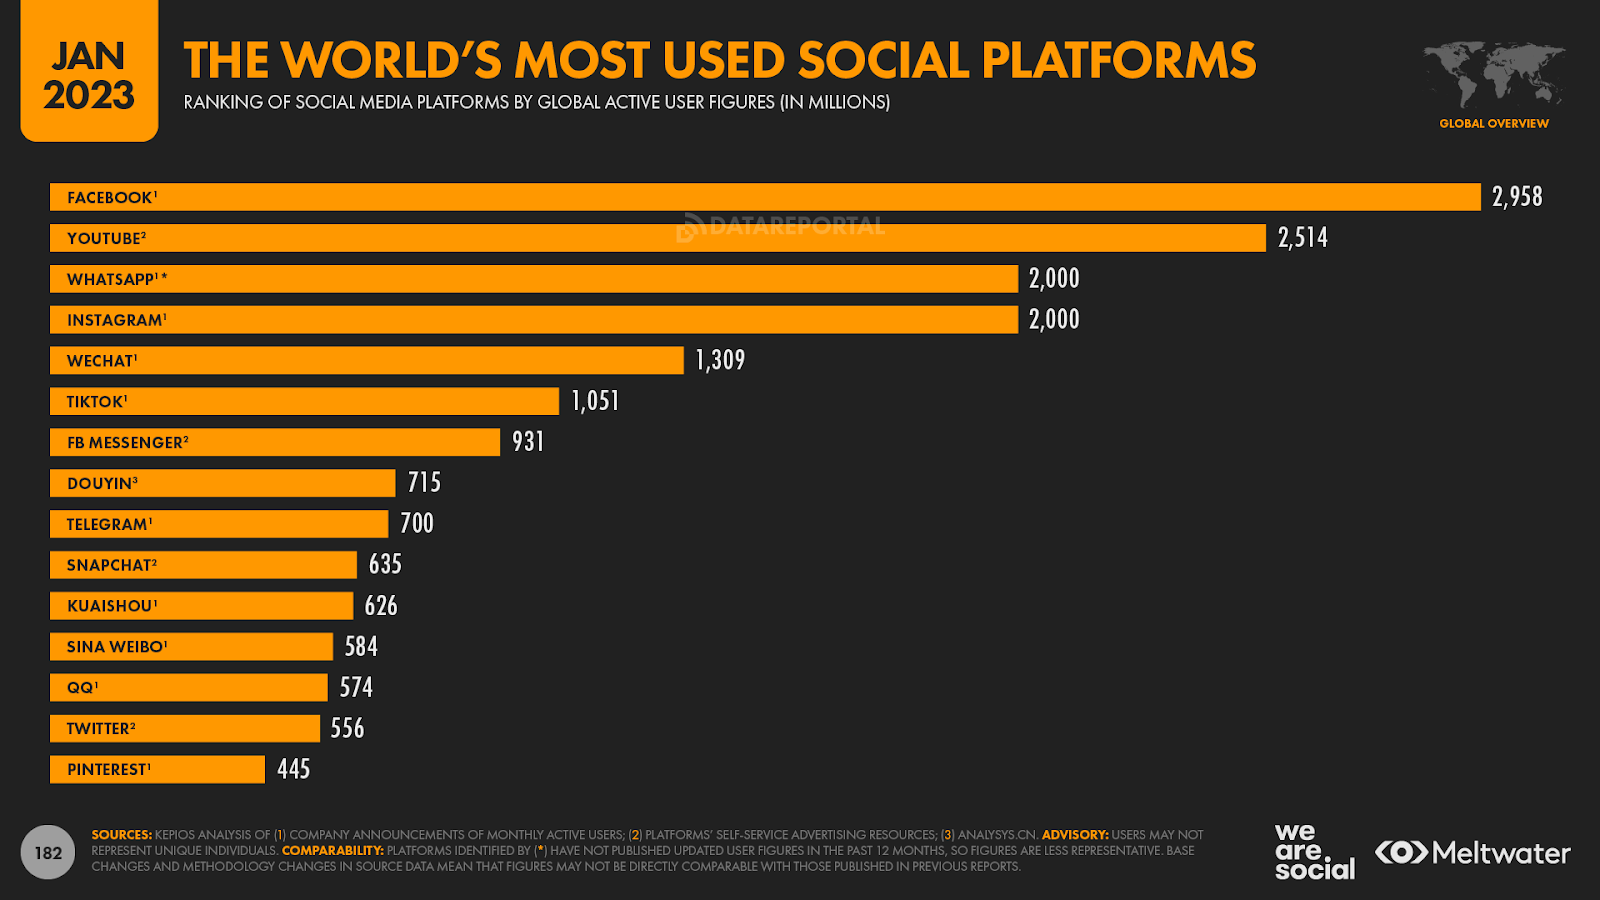 JAN
2023
THE WORLD'S MOST USED SOCIAL PLATFORMS
RANKING OF SOCIAL MEDIA PLATFORMS BY GLOBAL ACTIVE USER FIGURES (IN MILLIONS)
GLOBAL OVERVIEW
FACEBOOK¹ 2,958
DATAREPORTAL
YOUTUBE² 2,514
WHATSAPP¹* 2,000
INSTAGRAM¹ 2,000
WECHAT¹ 1,309
TIKTOK¹ 1,051
FB MESSENGER² 931
DOUYIN³ 715
TELEGRAM¹ 700
SNAPCHAT² 635
KUAISHOU¹ 626
SINA WEIBO¹ 584
QQ¹ 574
TWITTER² 556
PINTEREST¹ 445
182
SOURCES: KEPIOS ANALYSIS OF (1) COMPANY ANNOUNCEMENTS OF MONTHLY ACTIVE USERS; (2) PLATFORMS' SELF-SERVICE ADVERTISING RESOURCES; (3) ANALYSYS.CN. ADVISORY: USERS MAY NOT
REPRESENT UNIQUE INDIVIDUALS. COMPARABILITY: PLATFORMS IDENTIFIED BY (*) HAVE NOT PUBLISHED UPDATED USER FIGURES IN THE PAST 12 MONTHS, SO FIGURES ARE LESS REPRESENTATIVE. BASE
CHANGES AND METHODOLOGY CHANGES IN SOURCE DATA MEAN THAT FIGURES MAY NOT BE DIRECTLY COMPARABLE WITH THOSE PUBLISHED IN PREVIOUS REPORTS.
we
are.
social
Meltwater